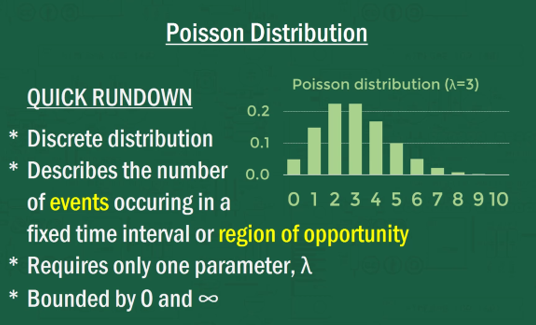 Poisson Distribution
QUICK RUNDOWN
* Discrete distribution
* Describes the number
of events occuring in a
fixed time interval or region of opportunity
* Requires only one parameter, λ
* Bounded by 0 and ∞
Poisson distribution (λ=3)
0.2
0.1
0.0
0 1 2 3 4 5 6 7 8 9 10